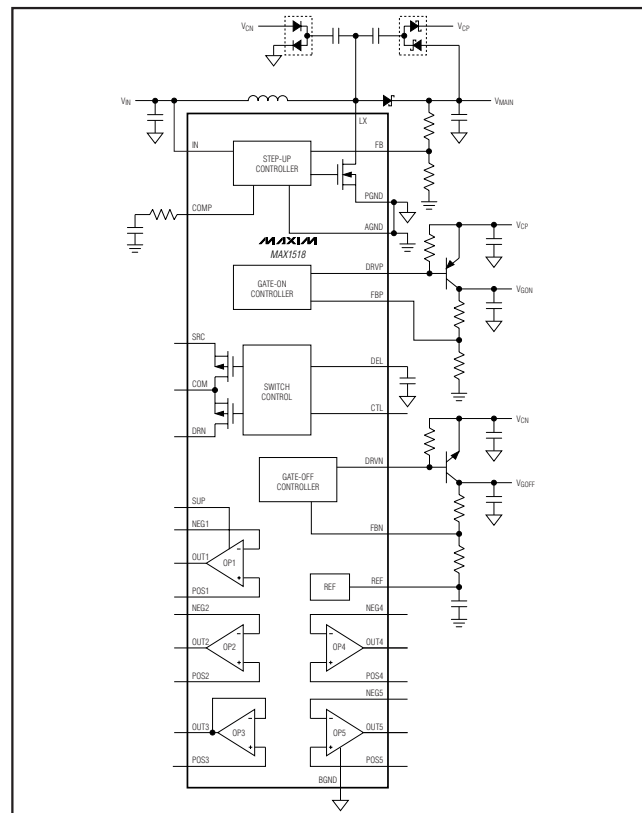 VCN
VCP
VIN
VMAIN
LX
IN
FB
STEP-UP
CONTROLLER
PGND
COMP
AGND
MAXIM
MAX1518
VCP
DRVP
GATE-ON
CONTROLLER
VGON
FBP
SRC
DEL
COM
SWITCH
CONTROL
CTL
DRN
VCN
DRVN
GATE-OFF
CONTROLLER
VGOFF
SUP
NEG1
FBN
OUT1
OP1
REF
REF
POS1
NEG2
NEG4
OUT2
OP2
OP4
OUT4
POS2
POS4
NEG5
OUT3
OP3
OP5
OUT5
POS3
POS5
BGND